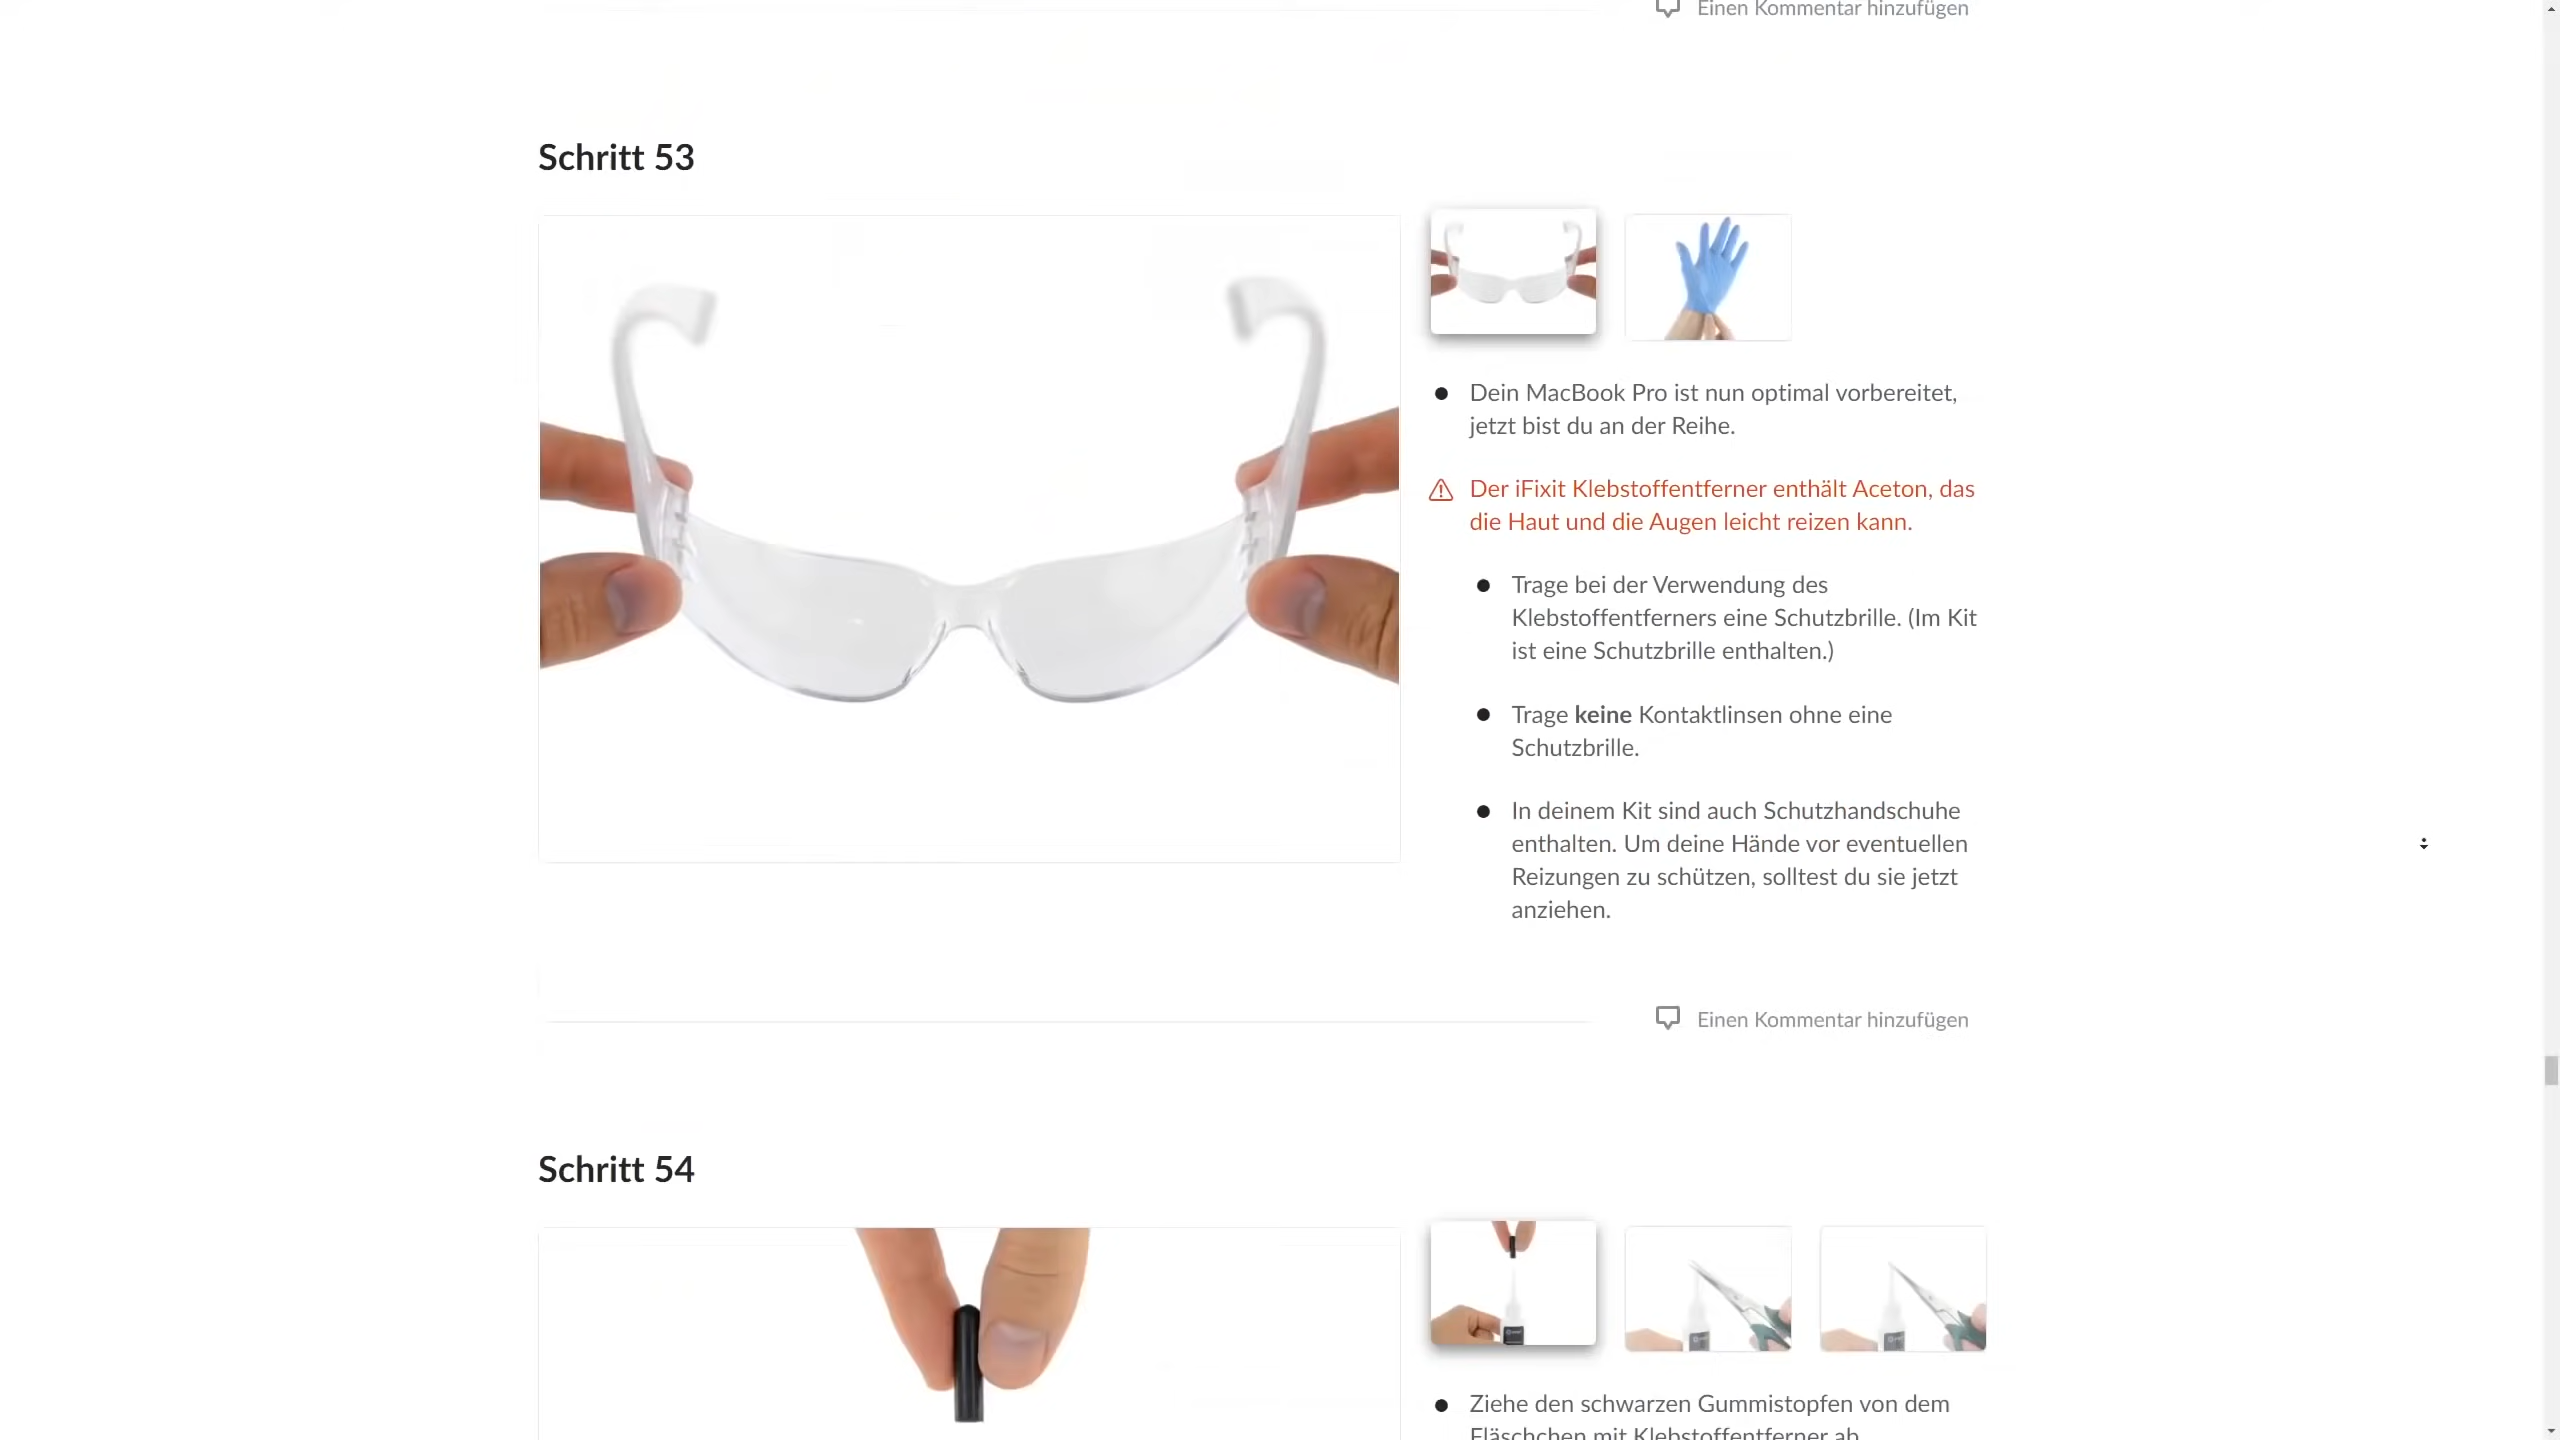 Einen Kommentar hinzufügen
Schritt 53
Dein MacBook Pro ist nun optimal vorbereitet,
jetzt bist du an der Reihe.
Der iFixit Klebstoffentferner enthält Aceton, das
die Haut und die Augen leicht reizen kann.
Trage bei der Verwendung des
Klebstoffentferners eine Schutzbrille. (Im Kit
ist eine Schutzbrille enthalten.)
Trage keine Kontaktlinsen ohne eine
Schutzbrille.
In deinem Kit sind auch Schutzhandschuhe
enthalten. Um deine Hände vor eventuellen
Reizungen zu schützen, solltest du sie jetzt
anziehen.
Einen Kommentar hinzufügen
Schritt 54
Ziehe den schwarzen Gummistopfen von dem
Fläschchen mit Klebstoffentferner ab